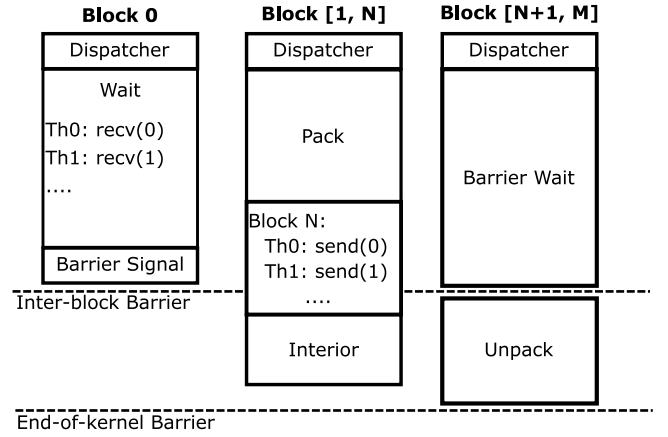 Block 0
Dispatcher
Wait
Th0: recv(0)
Th1: recv(1)
....
Barrier Signal
Block [1, N]
Dispatcher
Pack
Block N:
Th0: send(0)
Th1: send(1)
....
Interior
Block [N+1, M]
Dispatcher
Barrier Wait
Unpack
Inter-block Barrier
End-of-kernel Barrier